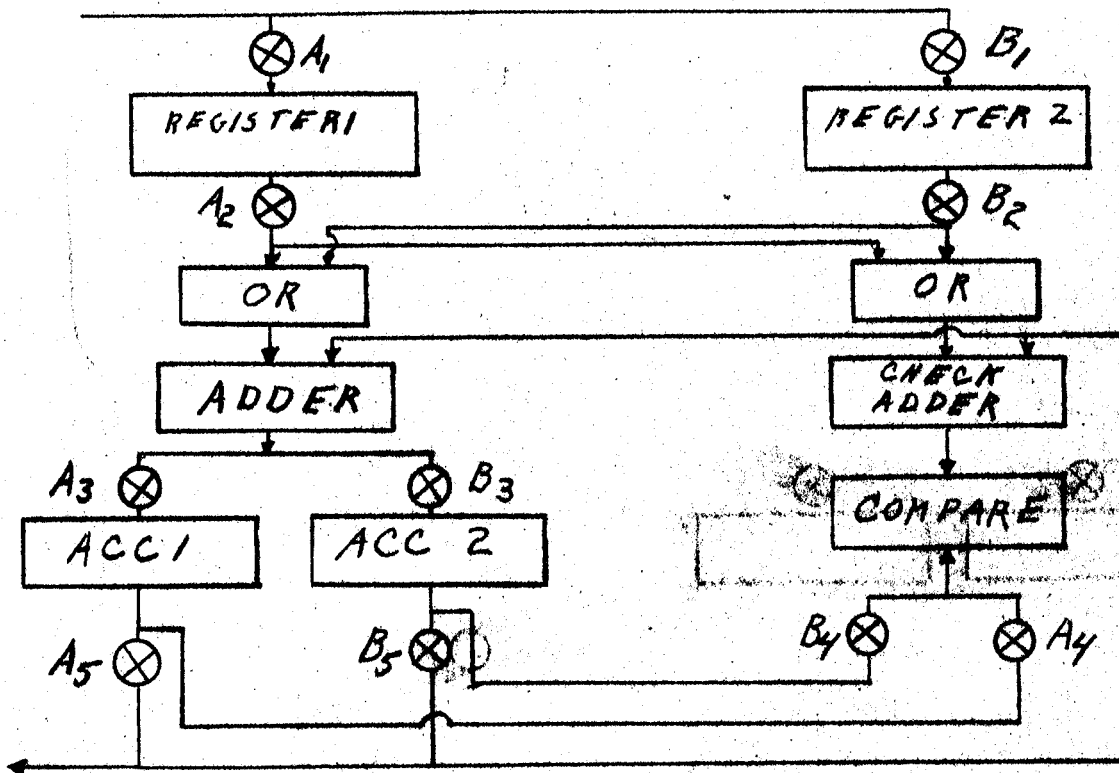 A1
B1
REGISTER1
REGISTER 2
A2
B2
OR
OR
ADDER
CHECK
ADDER
A3
B3
COMPARE
ACC1
ACC 2
A5
B5
B4
A4